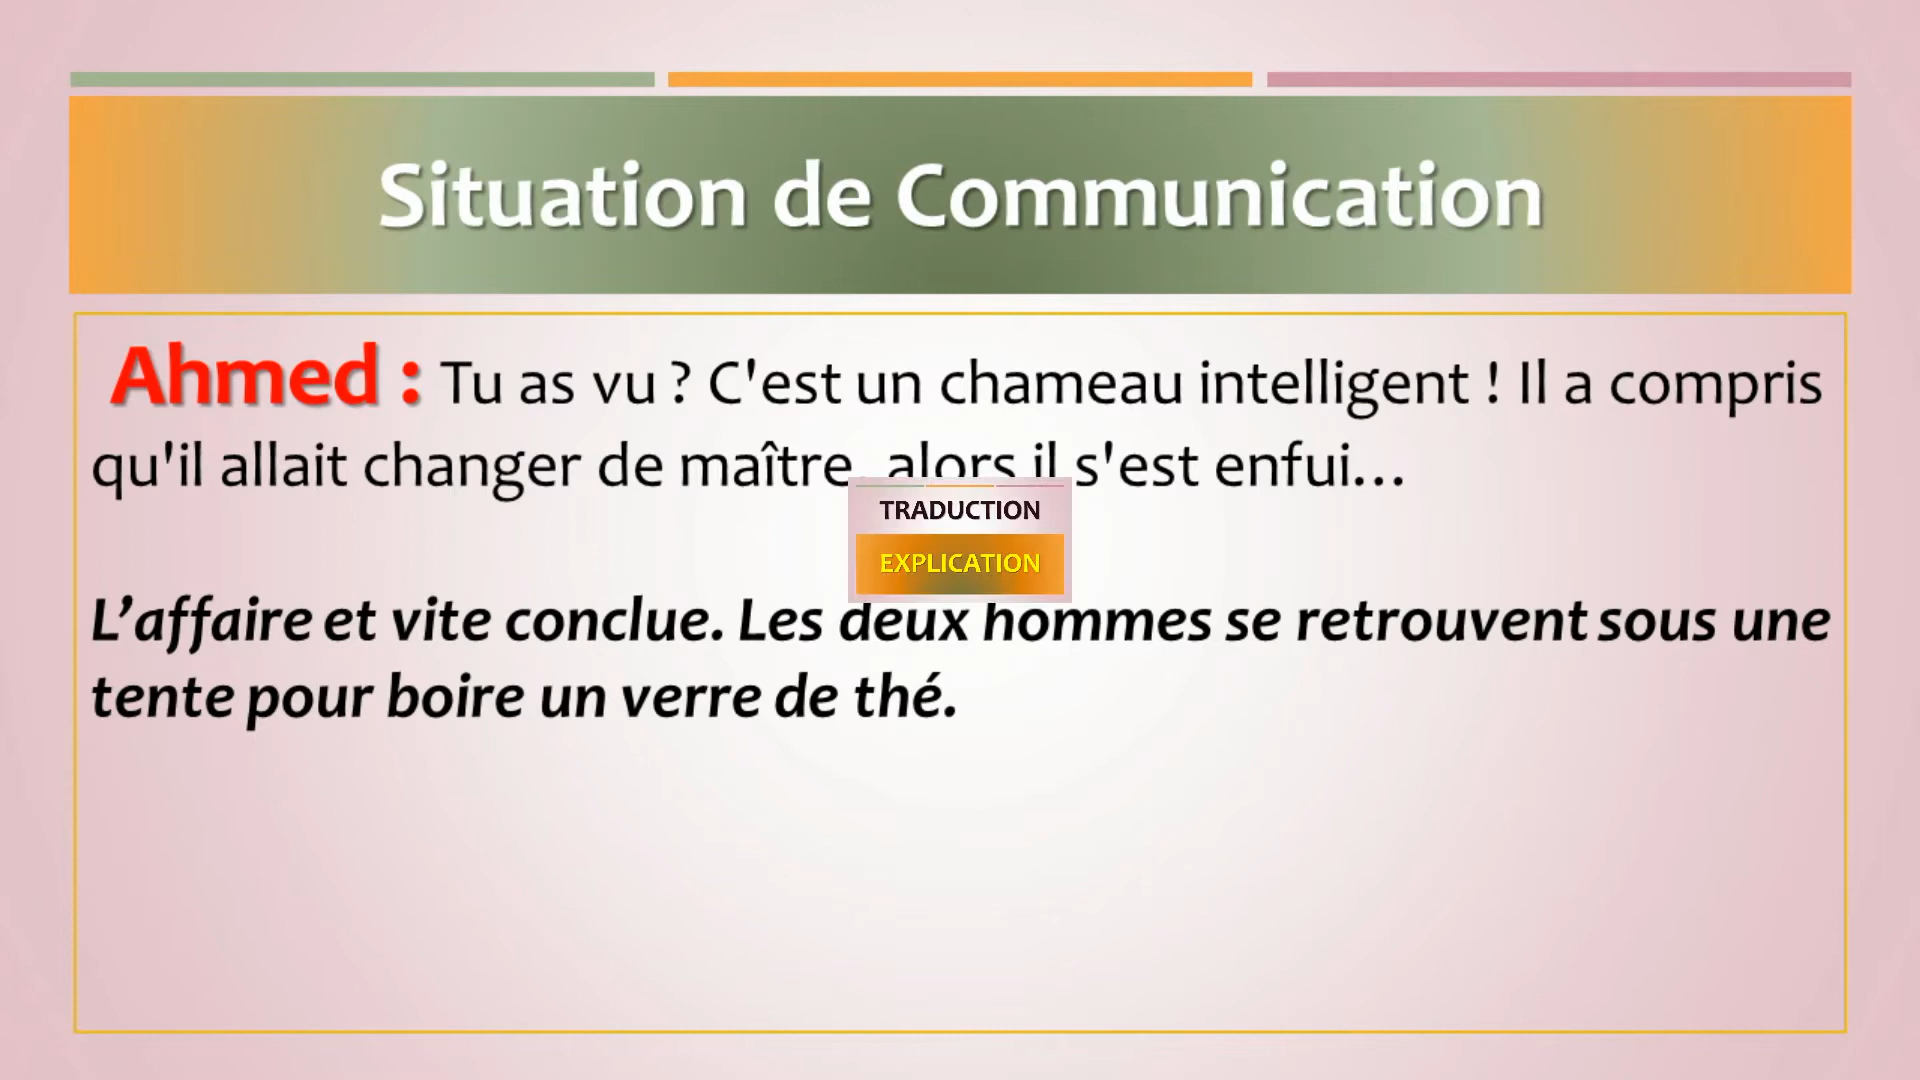 Situation de Communication
Ahmed : Tu as vu ? C'est un chameau intelligent ! Il a compris
qu'il allait changer de maître, alors il s'est enfui...
TRADUCTION
EXPLICATION
L’affaire et vite conclue. Les deux hommes se retrouvent sous une
tente pour boire un verre de thé.